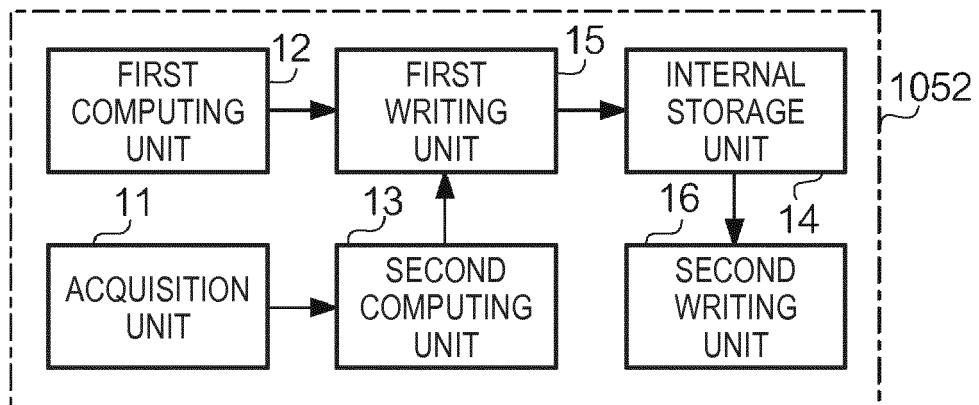 12
15
FIRST
COMPUTING
UNIT
FIRST
WRITING
UNIT
INTERNAL
STORAGE
UNIT
1052
11
13
16
14
ACQUISITION
UNIT
SECOND
COMPUTING
UNIT
SECOND
WRITING
UNIT